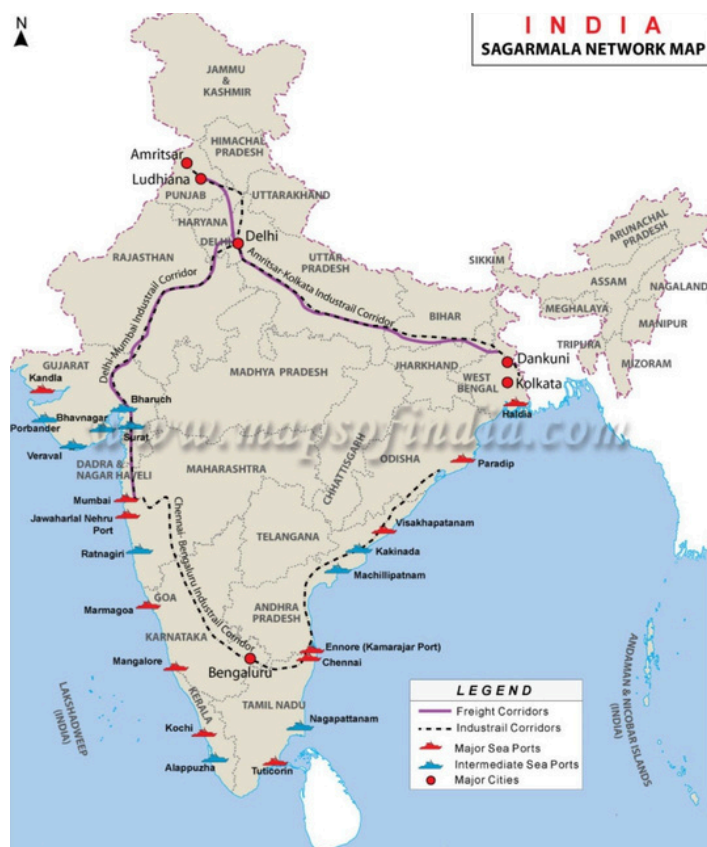 N
INDIA
SAGARMALA NETWORK MAP
JAMMU
&
KASHMIR
HIMACHAL
PRADESH
Amritsar
Ludhiana
PUNJAB
UTTARAKHAND
HARYANA
DELHI
Delhi
RAJASTHAN
UTTAR
PRADESH
Amritsar-Kolkata Industrail Corridor
SIKKIM
ARUNACHAL
PRADESH
ASSAM
NAGALAND
MEGHALAYA
MANIPUR
TRIPURA
MIZORAM
BIHAR
Delhi-Mumbai Industrail Corridor
GUJARAT
Kandla
MADHYA PRADESH
JHARKHAND
WEST
BENGAL
Dankuni
Kolkata
Haldia
Bharuch
Bhavnagar
Porbander
Surat
Veraval
www.mapsofindia.com
DADRA &
NAGAR HAVELI
MAHARASHTRA
CHHATTISGARH
ODISHA
Paradip
Mumbai
Jawaharlal Nehru
Port
Ratnagiri
Chennai- Bengaluru Industrail Corridor
TELANGANA
Visakhapatanam
Kakinada
Machillipatnam
GOA
Marmagoa
KARNATAKA
ANDHRA
PRADESH
Ennore (Kamarajar Port)
Chennai
Mangalore
Bengaluru
LAKSHADWEEP
(INDIA)
KERALA
TAMIL NADU
Nagapattanam
Kochi
Alappuzha
Tuticorin
ANDAMAN & NICOBAR ISLANDS
(INDIA)
LEGEND
Freight Corridors
Industrail Corridors
Major Sea Ports
Intermediate Sea Ports
Major Cities